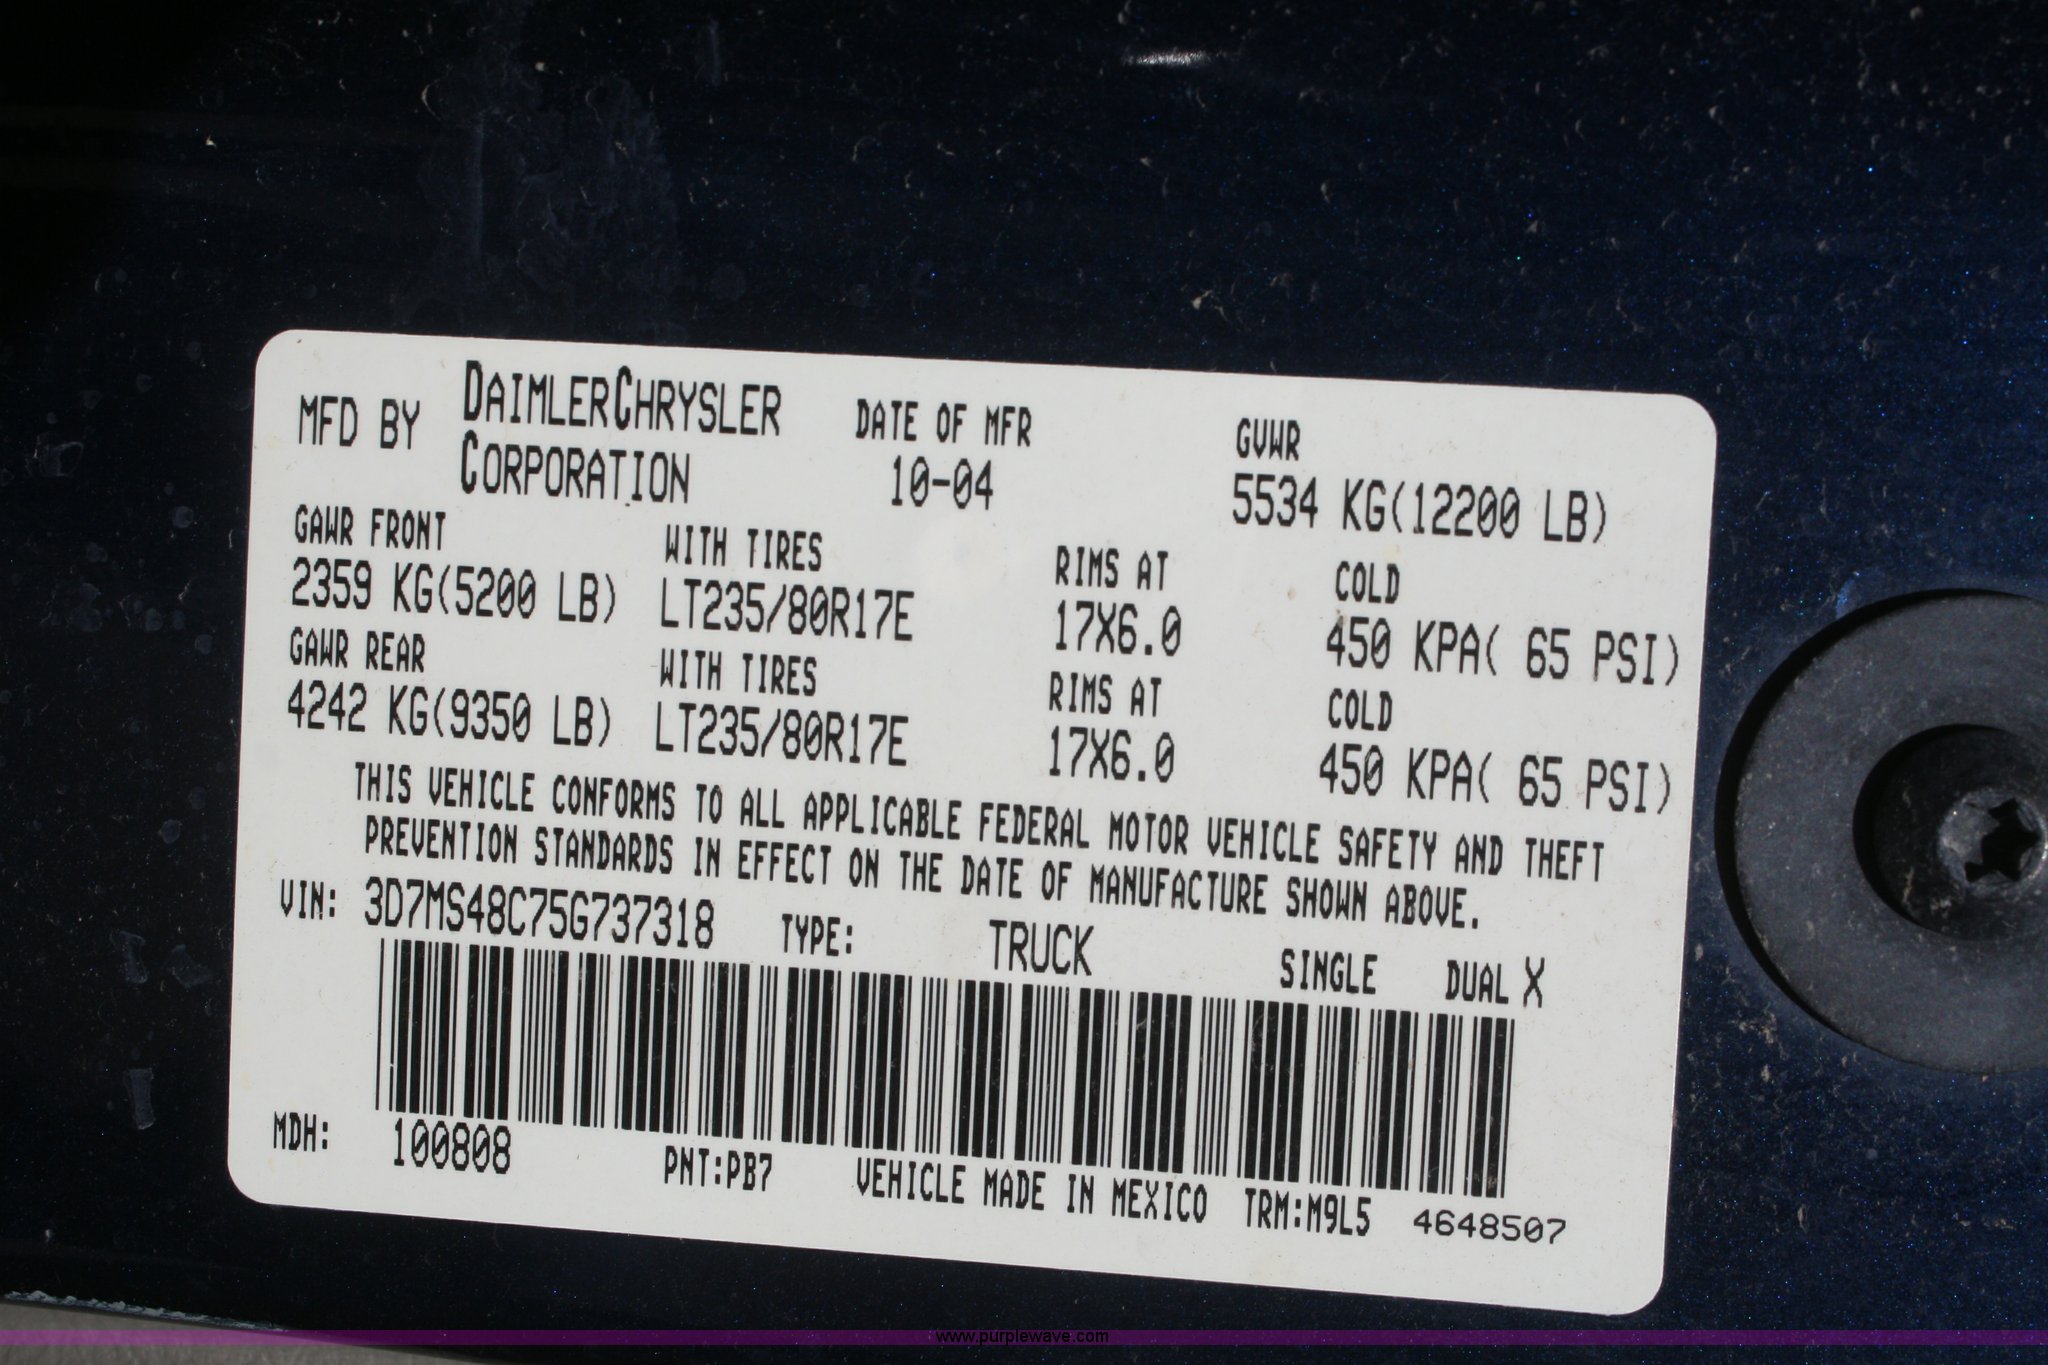 MFD BY DAIMLERCHRYSLER CORPORATION DATE OF MFR 10-04 GVWR 5534 KG(12200 LB)
GAWR FRONT WITH TIRES RIMS AT COLD
2359 KG(5200 LB) LT235/80R17E 17X6.0 450 KPA( 65 PSI)
GAWR REAR WITH TIRES RIMS AT COLD
4242 KG(9350 LB) LT235/80R17E 17X6.0 450 KPA( 65 PSI)
THIS VEHICLE CONFORMS TO ALL APPLICABLE FEDERAL MOTOR VEHICLE SAFETY AND THEFT
PREVENTION STANDARDS IN EFFECT ON THE DATE OF MANUFACTURE SHOWN ABOVE.
VIN: 3D7MS48C75G737318 TYPE: TRUCK SINGLE DUAL X
MDH: 100808 PNT:PB7 VEHICLE MADE IN MEXICO TRM:M9L5 4648507
www.purplewave.com